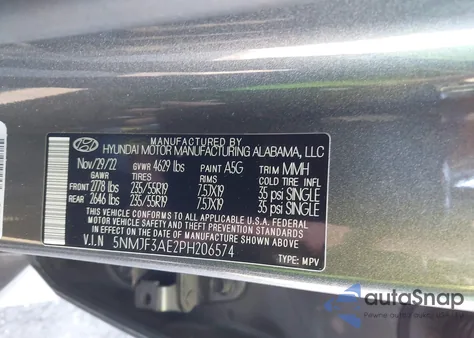 MANUFACTURED BY
HYUNDAI MOTOR MANUFACTURING ALABAMA, LLC
Nov/29/22 GVWR 4629 lbs PAINT A5G TRIM MMH
GAWR TIRES RIMS COLD TIRE INFL
FRONT 2778 lbs 235/55R19 7.5JX19 35 psi SINGLE
REAR 2646 lbs 235/55R19 7.5JX19 35 psi SINGLE
THIS VEHICLE CONFORMS TO ALL APPLICABLE U.S. FEDERAL
MOTOR VEHICLE SAFETY AND THEFT PREVENTION STANDARDS
IN EFFECT ON THE DATE OF MANUFACTURE SHOWN ABOVE.
V.I.N 5NMJF3AE2PH206574
TYPE: MPV
autoSnap
Pewne auto z USA